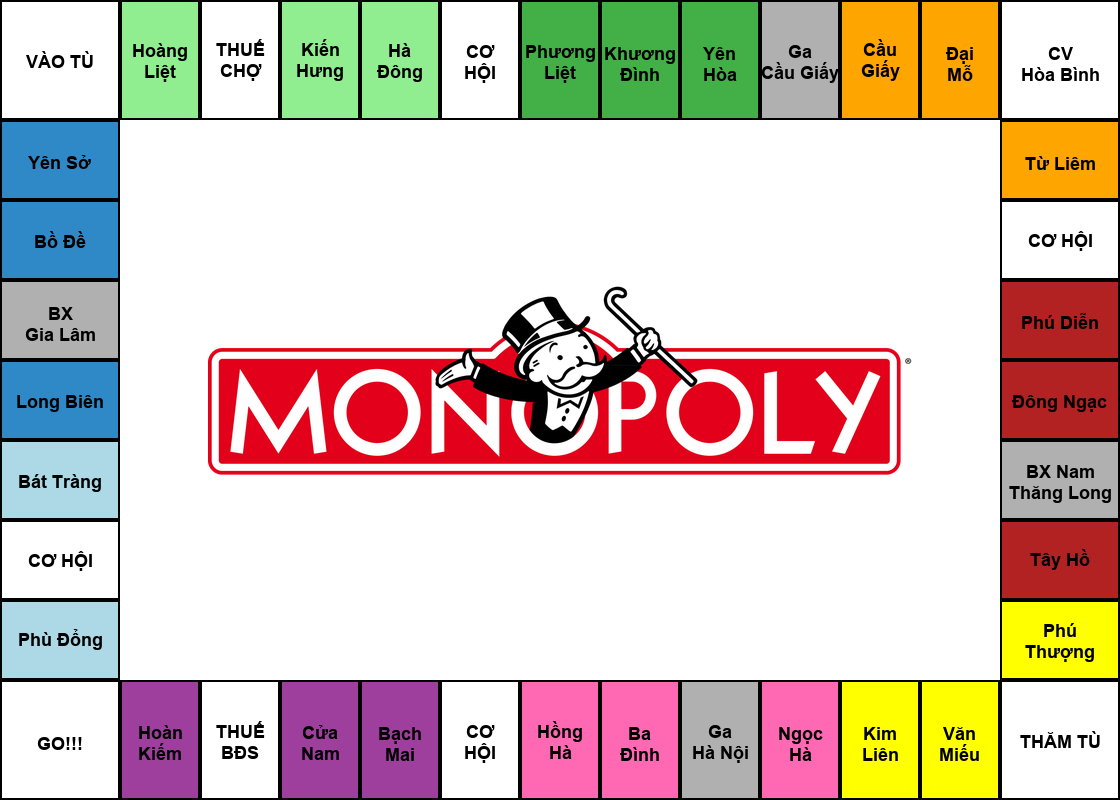 VÀO TÙ
Hoàng
Liệt
THUẾ
CHỢ
Kiến
Hưng
Hà
Đông
CƠ
HỘI
Phương
Liệt
Khương
Đình
Yên
Hòa
Ga
Cầu Giấy
Cầu
Giấy
Đại
Mỗ
CV
Hòa Bình
Yên Sở
Bồ Đề
BX
Gia Lâm
Long Biên
Bát Tràng
CƠ HỘI
Phù Đổng
MONOPOLY
®
Từ Liêm
CƠ HỘI
Phú Diễn
Đông Ngạc
BX Nam
Thăng Long
Tây Hồ
Phú
Thượng
GO!!!
Hoàn
Kiếm
THUẾ
BĐS
Cửa
Nam
Bạch
Mai
CƠ
HỘI
Hồng
Hà
Ba
Đình
Ga
Hà Nội
Ngọc
Hà
Kim
Liên
Văn
Miếu
THĂM TÙ